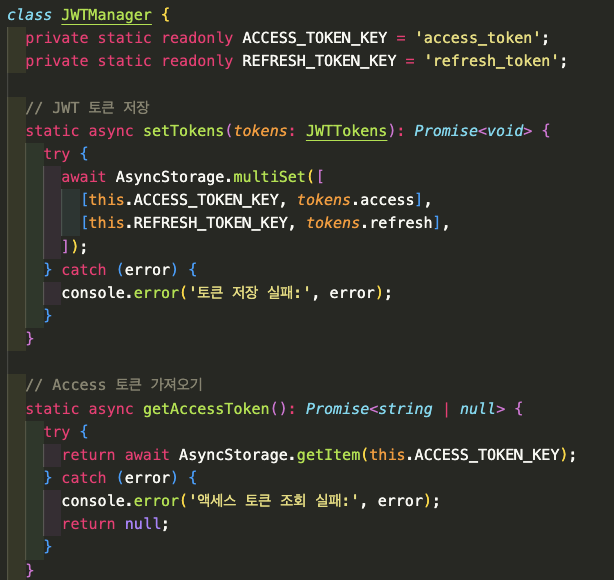 class JWTManager {
private static readonly ACCESS_TOKEN_KEY = 'access_token';
private static readonly REFRESH_TOKEN_KEY = 'refresh_token';
// JWT 토큰 저장
static async setTokens(tokens: JWTTokens): Promise<void> {
try {
await AsyncStorage.multiSet([
[this.ACCESS_TOKEN_KEY, tokens.access],
[this.REFRESH_TOKEN_KEY, tokens.refresh],
]);
} catch (error) {
console.error('토큰 저장 실패:', error);
}
}
// Access 토큰 가져오기
static async getAccessToken(): Promise<string | null> {
try {
return await AsyncStorage.getItem(this.ACCESS_TOKEN_KEY);
} catch (error) {
console.error('액세스 토큰 조회 실패:', error);
return null;
}
}